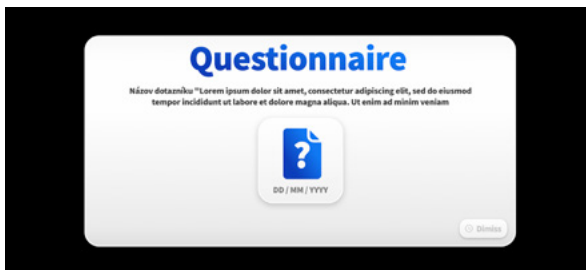 Questionnaire
Názov dotazníku "Lorem ipsum dolor sit amet, consectetur adipiscing elit, sed do eiusmod
tempor incididunt ut labore et dolore magna aliqua. Ut enim ad minim veniam
?
DD / MM / YYYY
Dimiss